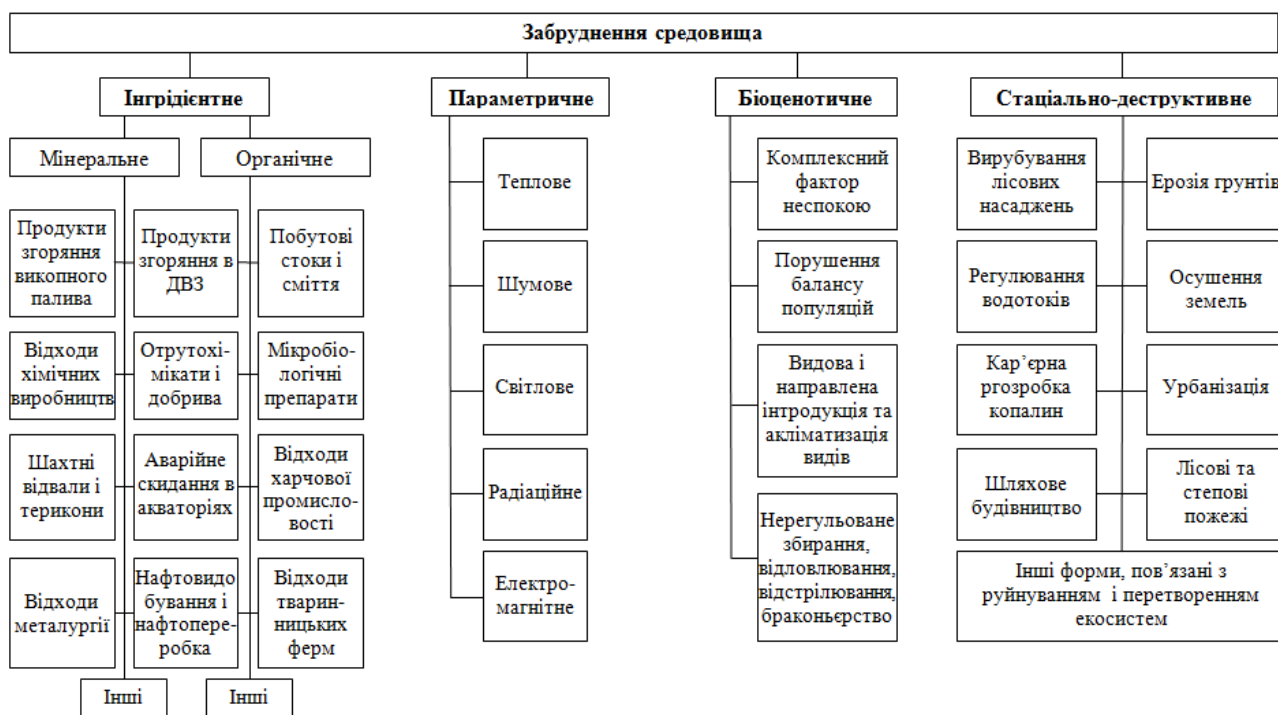 Забруднення средовища
Інгрідієнтне
Параметричне
Біоценотичне
Стаціально-деструктивне
Мінеральне
Органічне
Продукти
згоряння
викопного
палива
Продукти
згоряння в
ДВЗ
Побутові
стоки і
сміття
Відходи
хімічних
виробництв
Отрутохі-
мікати і
добрива
Мікробіо-
логічні
препарати
Шахтні
відвали і
терикони
Аварійне
скидання в
акваторіях
Відходи
харчової
промисло-
вості
Відходи
металургії
Нафтовидо
бування і
нафтопере-
робка
Відходи
тварин-
ницьких
ферм
Інші
Інші
Теплове
Шумове
Світлове
Радіаційне
Електро-
магнітне
Комплексний
фактор
неспокою
Порушення
балансу
популяцій
Видова і
направлена
інтродукція та
акліматизація
видів
Нерегульоване
збирання,
відловлювання,
відстрілювання,
браконьєрство
Вирубування
лісових
насаджень
Ерозія грунтів
Регулювання
водотоків
Осушення
земель
Кар’єрна
ргозробка
копалин
Урбанізація
Шляхове
будівництво
Лісові та
степові
пожежі
Інші форми, пов’язані з
руйнуванням і перетворенням
екосистем